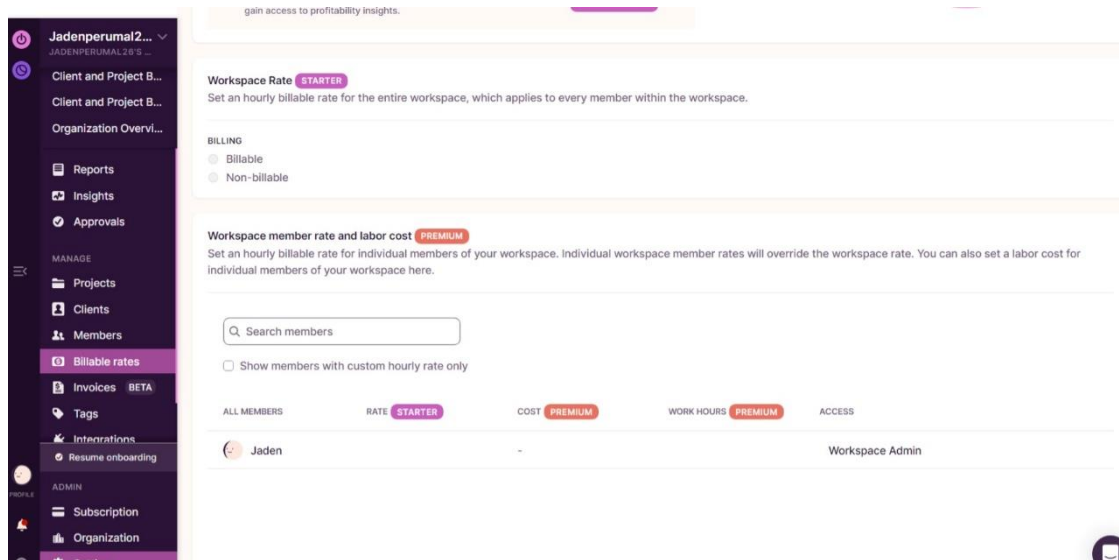 gain access to profitability insights.
Jadenperumal2...
JADENPERUMAL26'S ...
Client and Project B...
Client and Project B...
Organization Overvi...
Reports
Insights
Approvals
MANAGE
Projects
Clients
Members
Billable rates
Invoices BETA
Tags
Integrations
Resume onboarding
ADMIN
Subscription
Organization
PROFILE
Workspace Rate STARTER
Set an hourly billable rate for the entire workspace, which applies to every member within the workspace.
BILLING
Billable
Non-billable
Workspace member rate and labor cost PREMIUM
Set an hourly billable rate for individual members of your workspace. Individual workspace member rates will override the workspace rate. You can also set a labor cost for
individual members of your workspace here.
Search members
Show members with custom hourly rate only
ALL MEMBERS RATE STARTER COST PREMIUM WORK HOURS PREMIUM ACCESS
Jaden - Workspace Admin